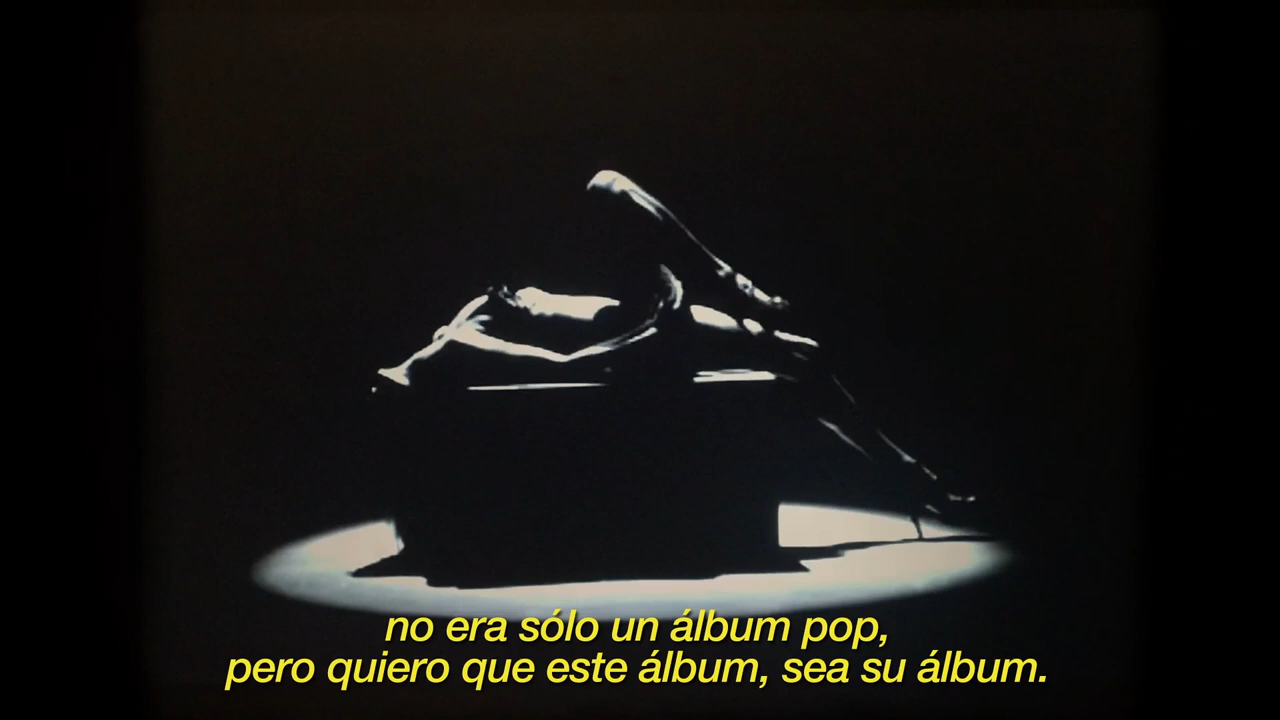 no era sólo un álbum pop,
pero quiero que este álbum, sea su álbum.